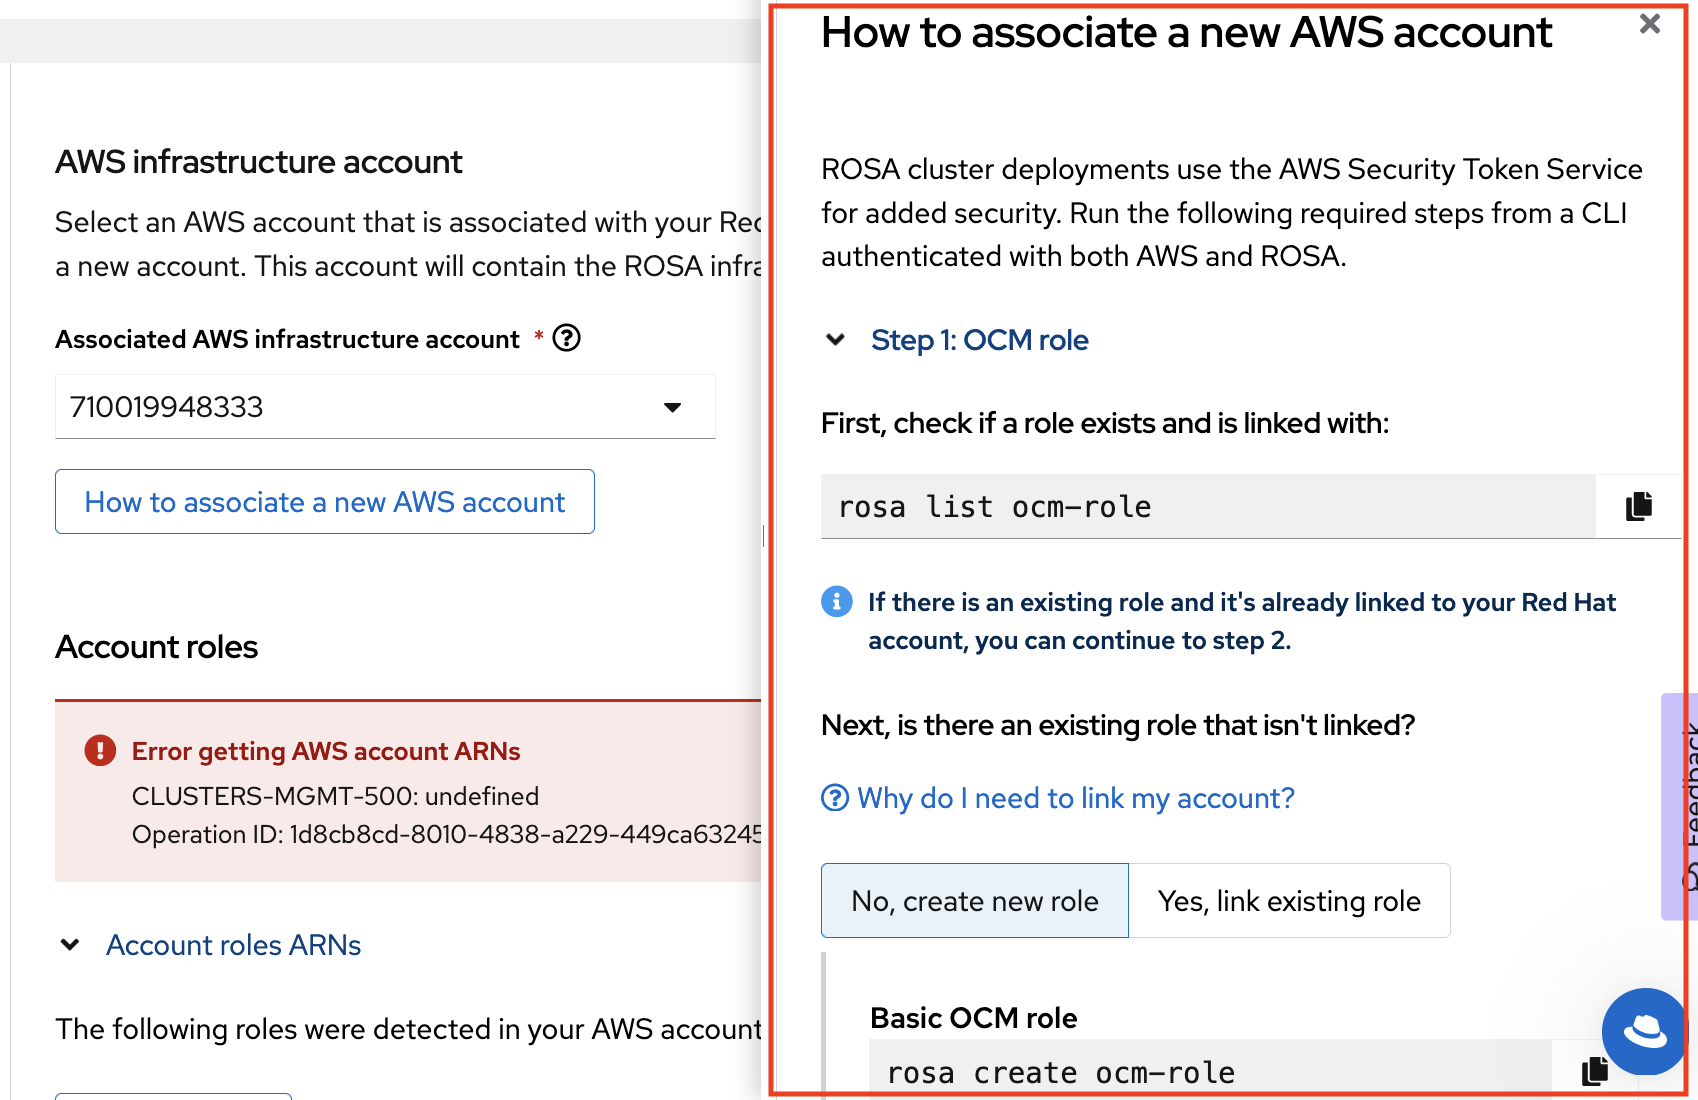 AWS infrastructure account
Select an AWS account that is associated with your Red
a new account. This account will contain the ROSA infra
Associated AWS infrastructure account *
710019948333
How to associate a new AWS account
Account roles
Error getting AWS account ARNs
CLUSTERS-MGMT-500: undefined
Operation ID: 1d8cb8cd-8010-4838-a229-449ca63245
Account roles ARNs
The following roles were detected in your AWS account
How to associate a new AWS account
ROSA cluster deployments use the AWS Security Token Service
for added security. Run the following required steps from a CLI
authenticated with both AWS and ROSA.
Step 1: OCM role
First, check if a role exists and is linked with:
rosa list ocm-role
If there is an existing role and it's already linked to your Red Hat
account, you can continue to step 2.
Next, is there an existing role that isn't linked?
Why do I need to link my account?
No, create new role
Yes, link existing role
Basic OCM role
rosa create ocm-role
Feedback